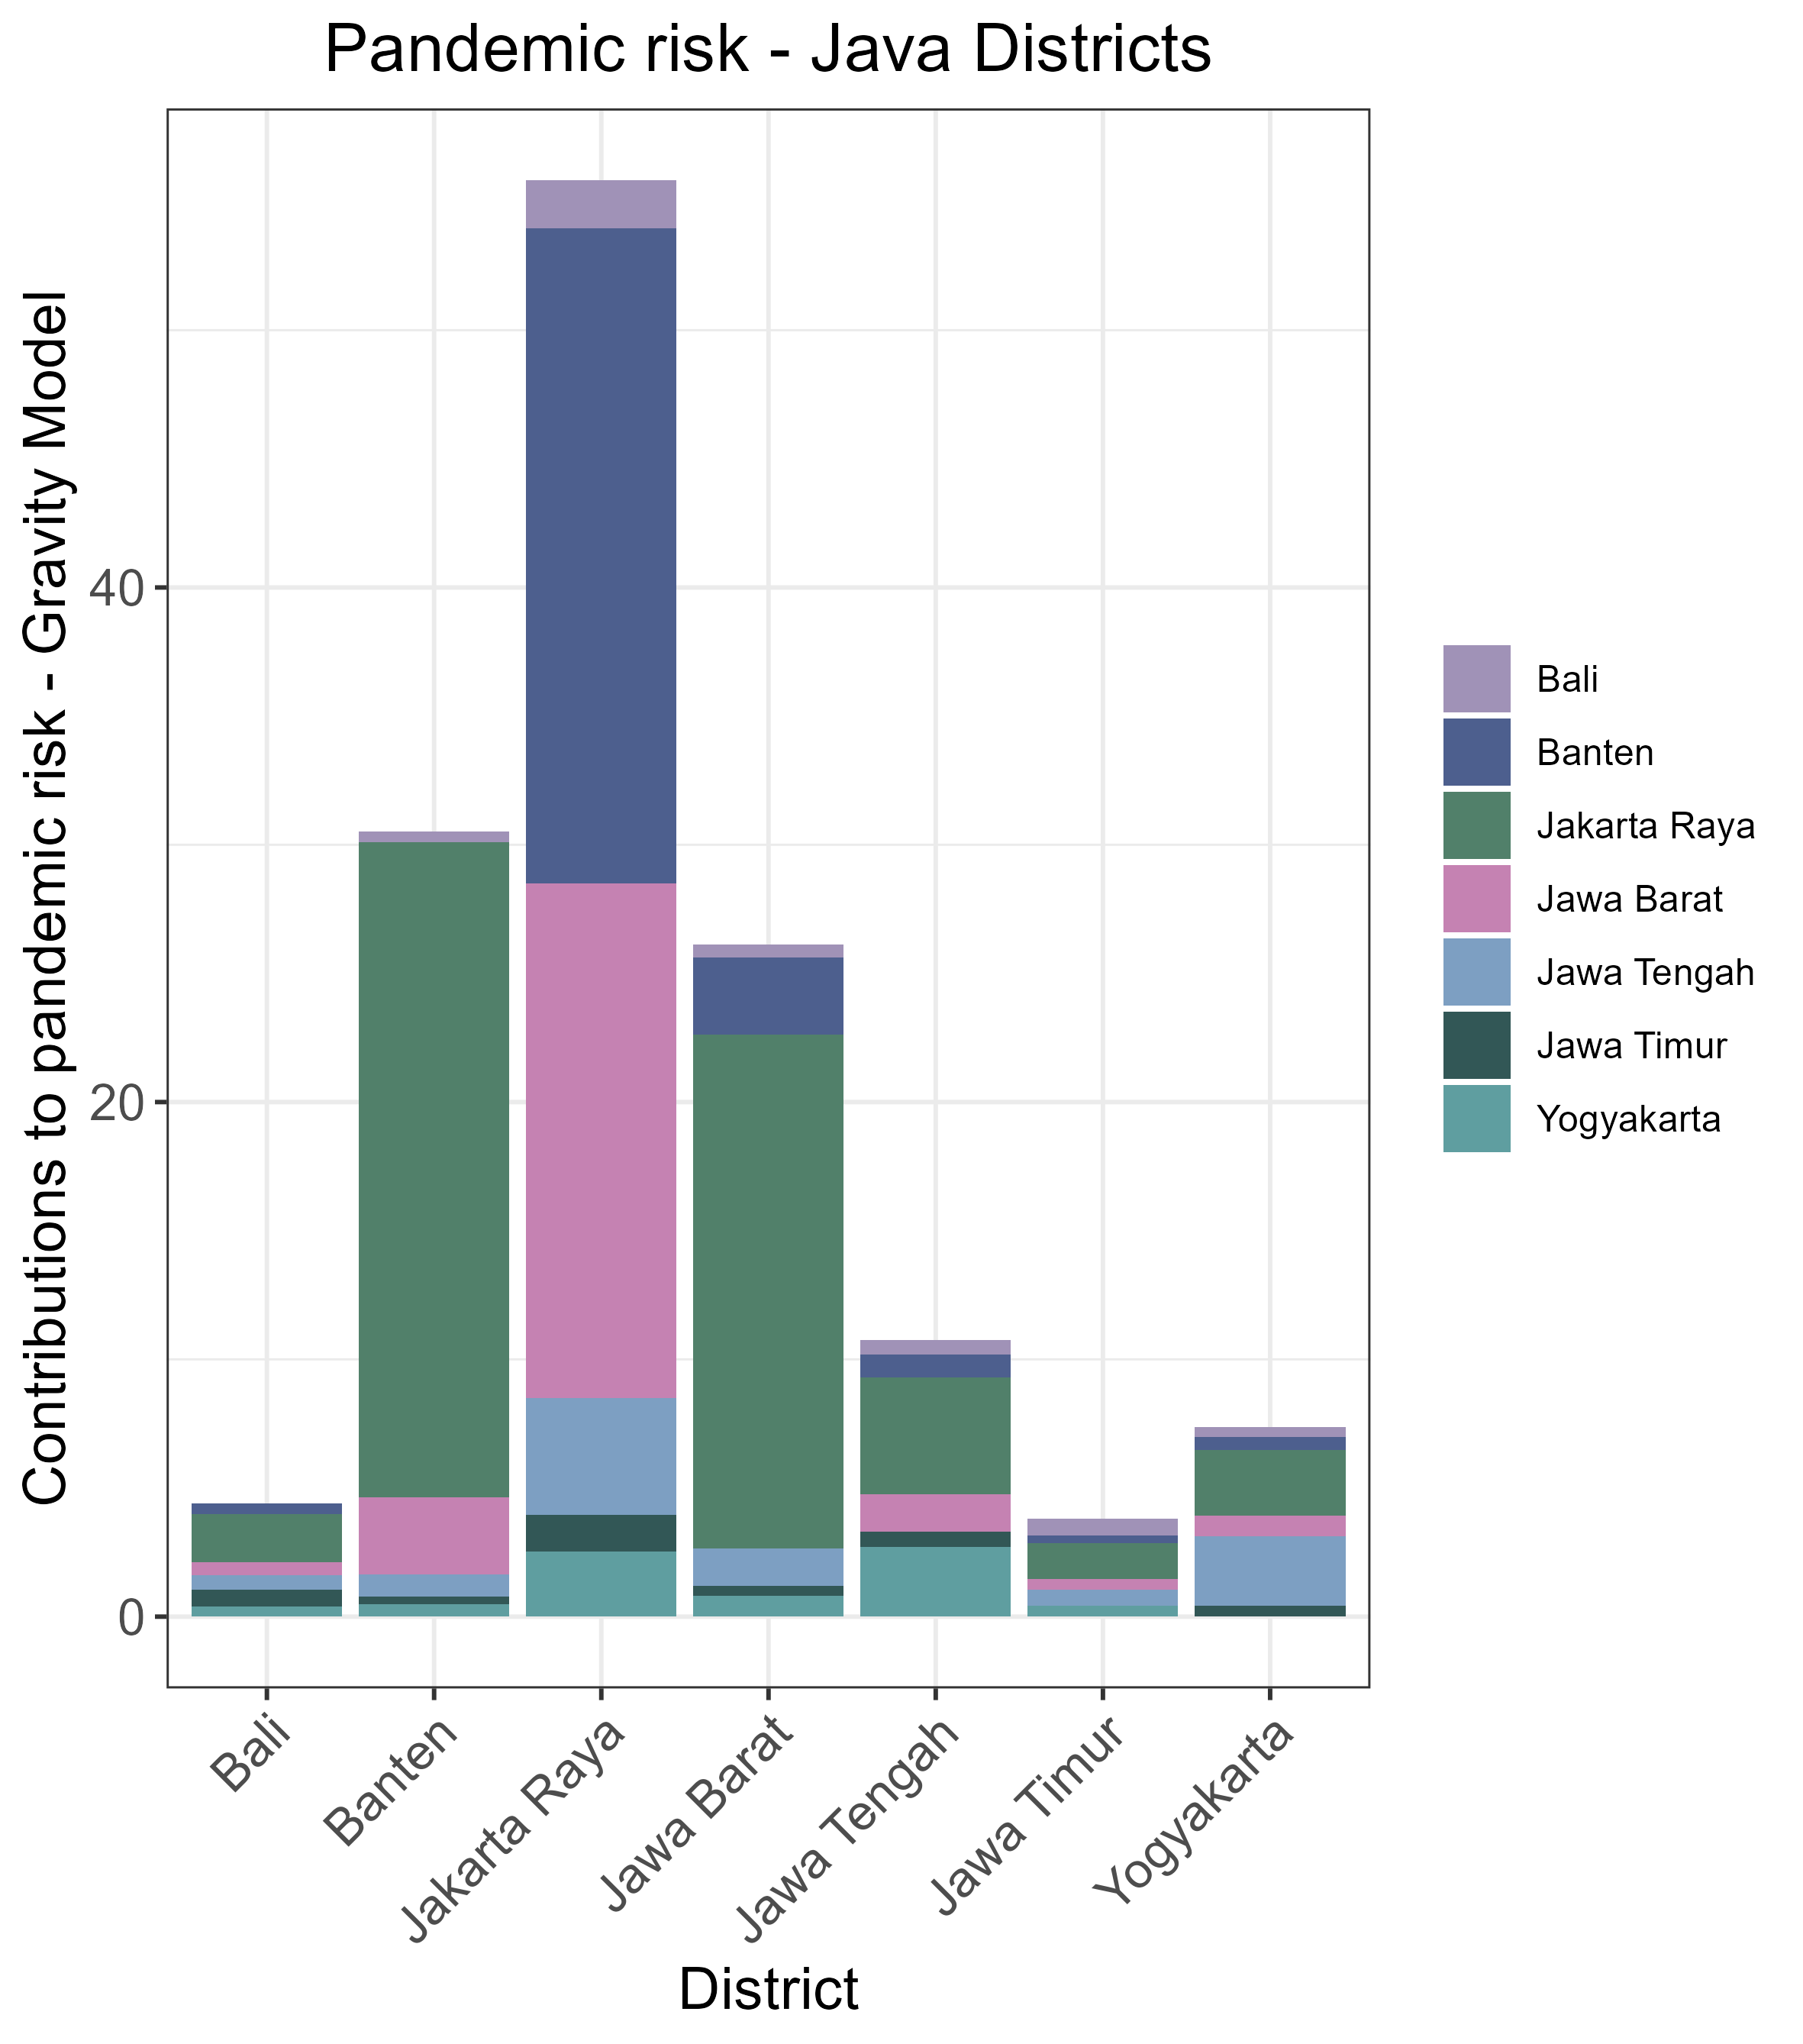 Pandemic risk - Java Districts
Contributions to pandemic risk - Gravity Model
40
20
0
Bali
Banten
Jakarta Raya
Jawa Barat
Jawa Tengah
Jawa Timur
Yogyakarta
District
Bali
Banten
Jakarta Raya
Jawa Barat
Jawa Tengah
Jawa Timur
Yogyakarta